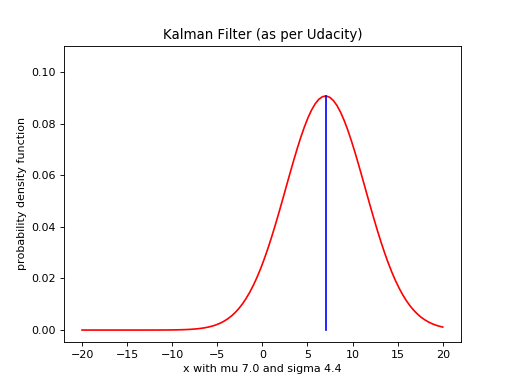 Kalman Filter (as per Udacity)
probability density function
0.10
0.08
0.06
0.04
0.02
0.00
−20 −15 −10 −5 0 5 10 15 20
x with mu 7.0 and sigma 4.4